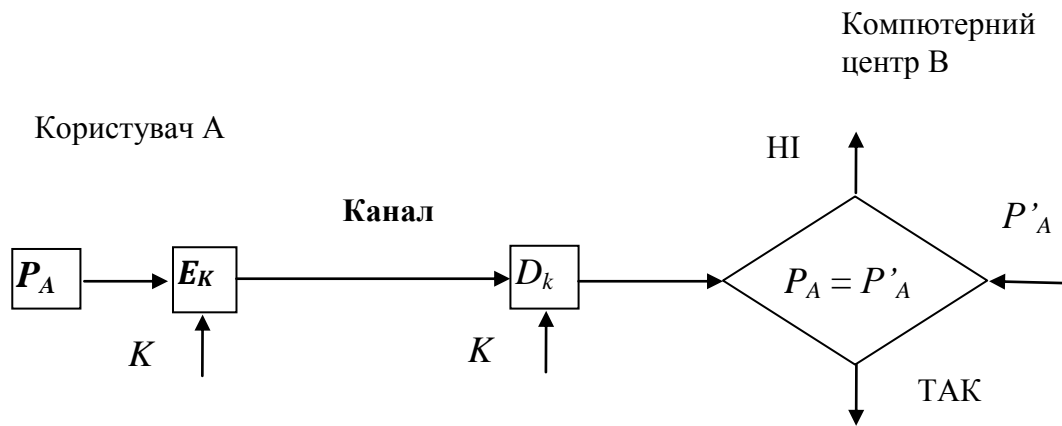 Компютерний
центр В
Користувач А
НІ
Канал
P’A
PA
EK
Dk
PA = P’A
K
K
ТАК